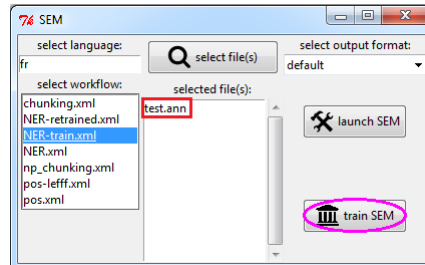 SEM
select language:
fr
select file(s)
select output format:
default
select workflow:
chunking.xml
NER-retrained.xml
NER-train.xml
NER.xml
np_chunking.xml
pos-lefff.xml
pos.xml
selected file(s):
test.ann
launch SEM
train SEM